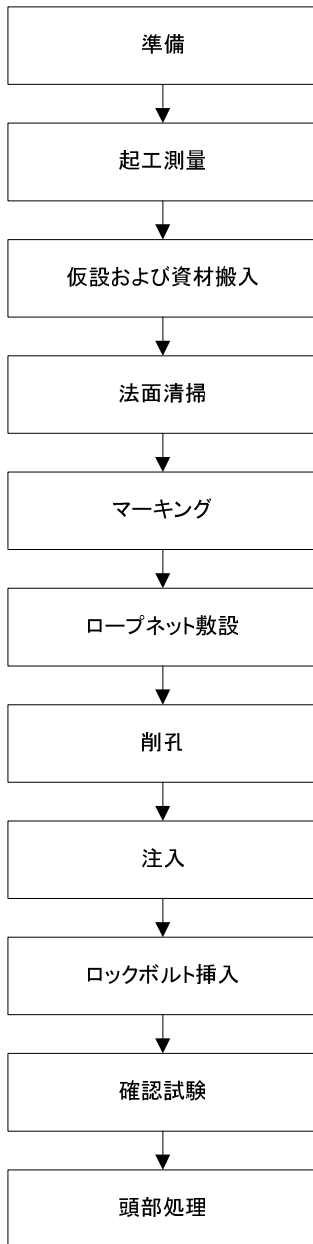 準備
起工測量
仮設および資材搬入
法面清掃
マーキング
ロープネット敷設
削孔
注入
ロックボルト挿入
確認試験
頭部処理